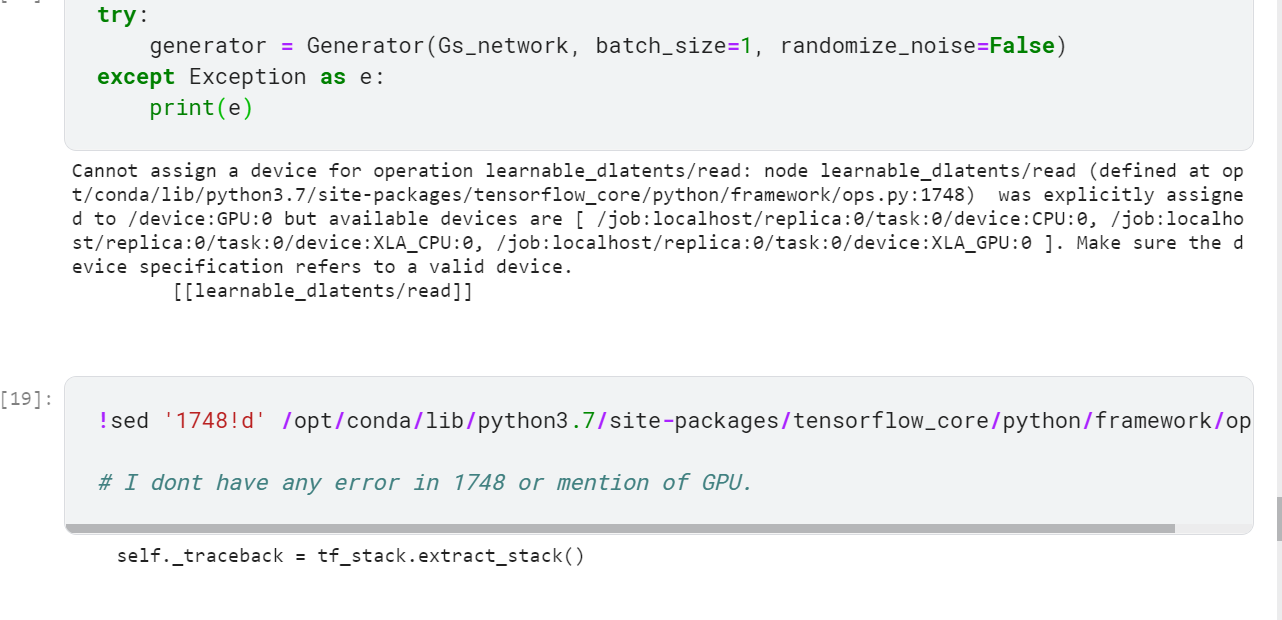 try:
    generator = Generator(Gs_network, batch_size=1, randomize_noise=False)
except Exception as e:
    print(e)
Cannot assign a device for operation learnable_dlatents/read: node learnable_dlatents/read (defined at op
t/conda/lib/python3.7/site-packages/tensorflow_core/python/framework/ops.py:1748)  was explicitly assigne
d to /device:GPU:0 but available devices are [ /job:localhost/replica:0/task:0/device:CPU:0, /job:localho
st/replica:0/task:0/device:XLA_CPU:0, /job:localhost/replica:0/task:0/device:XLA_GPU:0 ]. Make sure the d
evice specification refers to a valid device.
         [[learnable_dlatents/read]]
[19]:
!sed '1748!d' /opt/conda/lib/python3.7/site-packages/tensorflow_core/python/framework/op
# I dont have any error in 1748 or mention of GPU.
    self._traceback = tf_stack.extract_stack()